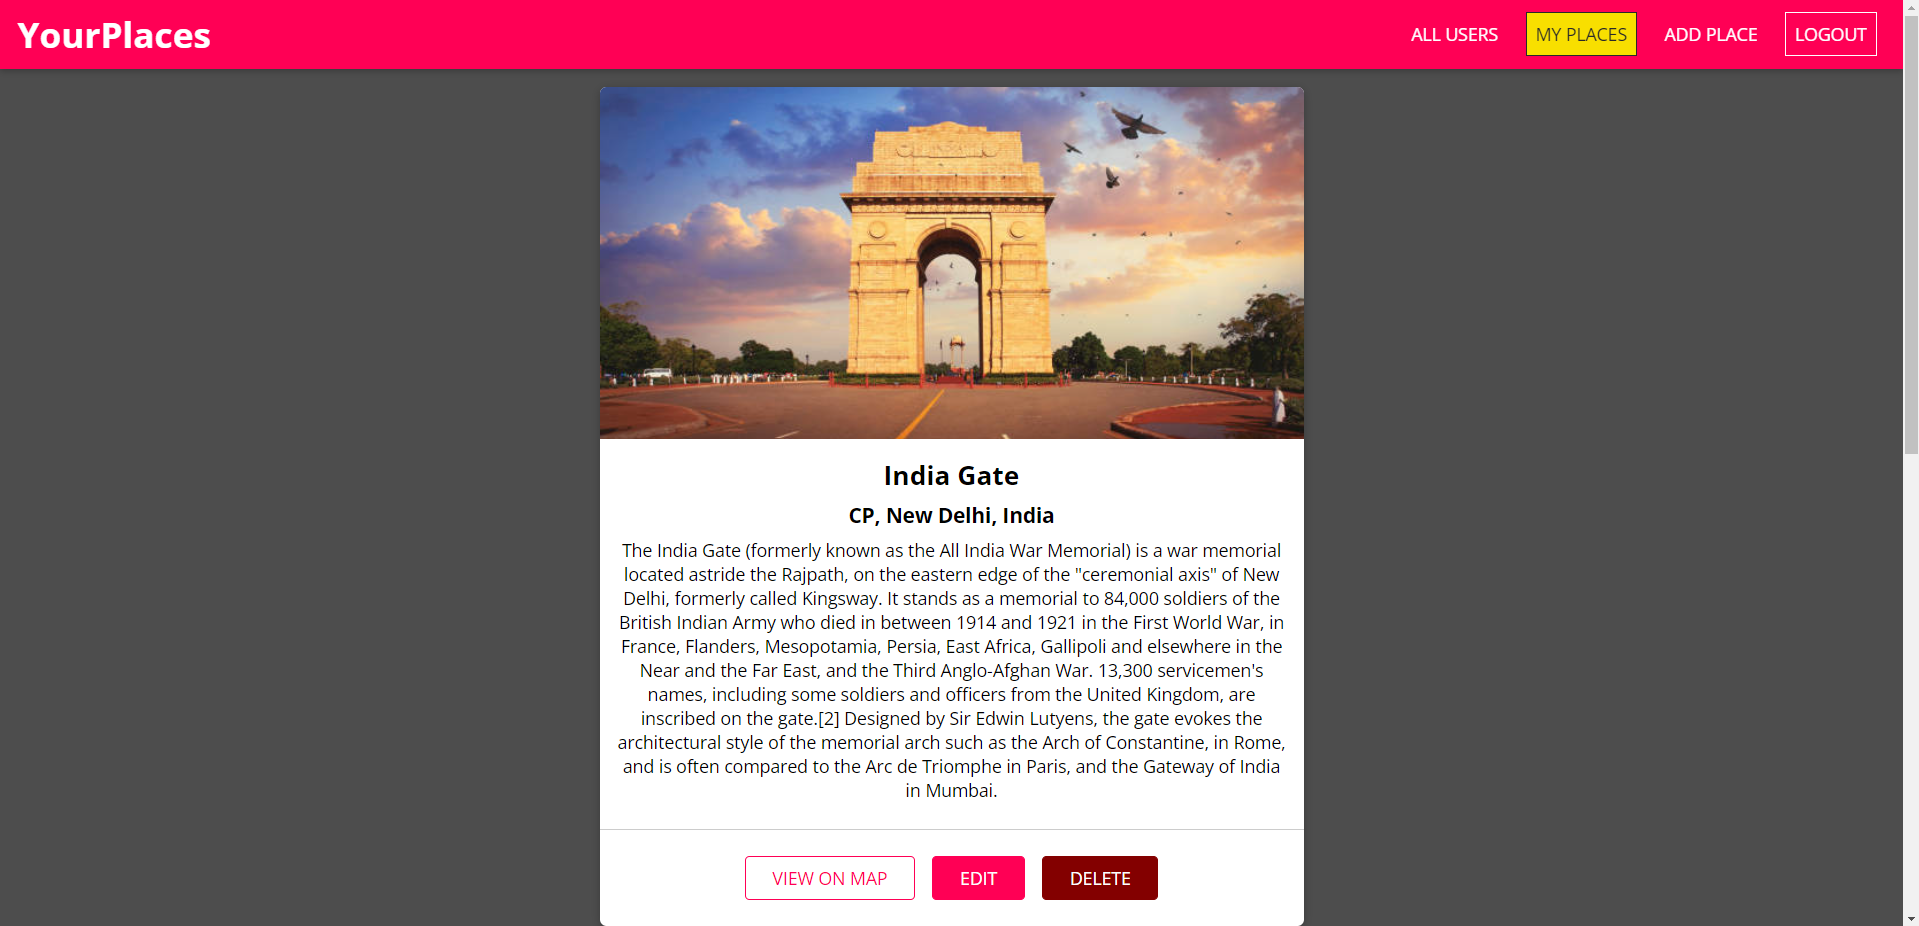 YourPlaces
ALL USERS
MY PLACES
ADD PLACE
LOGOUT
India Gate
CP, New Delhi, India
The India Gate (formerly known as the All India War Memorial) is a war memorial
located astride the Rajpath, on the eastern edge of the "ceremonial axis" of New
Delhi, formerly called Kingsway. It stands as a memorial to 84,000 soldiers of the
British Indian Army who died in between 1914 and 1921 in the First World War, in
France, Flanders, Mesopotamia, Persia, East Africa, Gallipoli and elsewhere in the
Near and the Far East, and the Third Anglo-Afghan War. 13,300 servicemen's
names, including some soldiers and officers from the United Kingdom, are
inscribed on the gate.[2] Designed by Sir Edwin Lutyens, the gate evokes the
architectural style of the memorial arch such as the Arch of Constantine, in Rome,
and is often compared to the Arc de Triomphe in Paris, and the Gateway of India
in Mumbai.
VIEW ON MAP
EDIT
DELETE